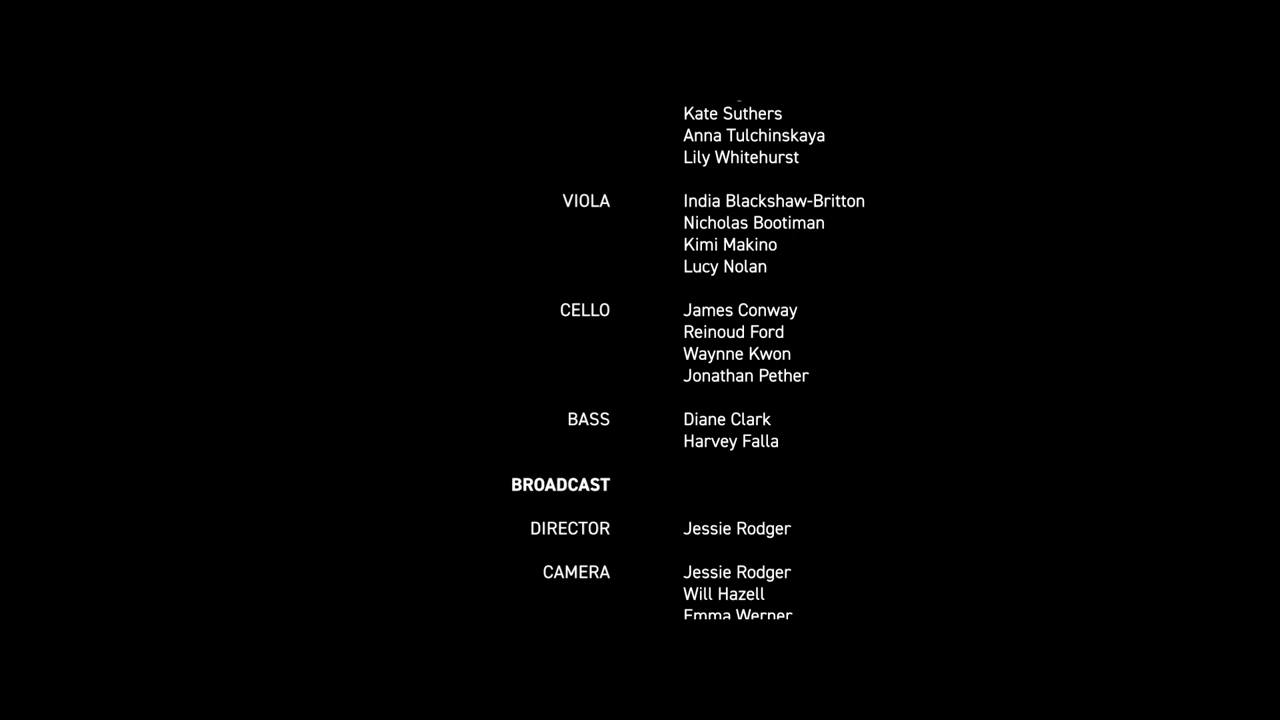 Kate Suthers
Anna Tulchinskaya
Lily Whitehurst
VIOLA India Blackshaw-Britton
Nicholas Bootiman
Kimi Makino
Lucy Nolan
CELLO James Conway
Reinoud Ford
Waynne Kwon
Jonathan Pether
BASS Diane Clark
Harvey Falla
BROADCAST
DIRECTOR Jessie Rodger
CAMERA Jessie Rodger
Will Hazell
Emma Werner